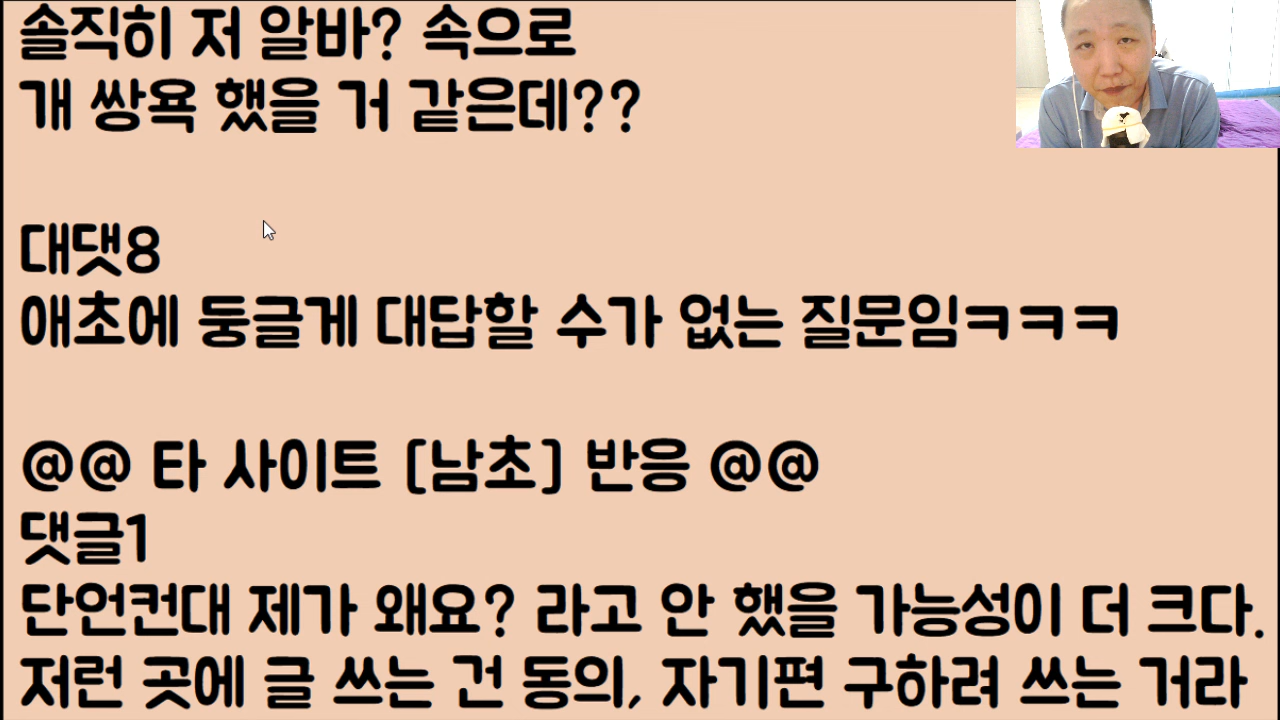 솔직히 저 알바? 속으로
개 쌍욕 했을 거 같은데??
대댓8
애초에 둥글게 대답할 수가 없는 질문임ㅋㅋㅋ
@@ 타 사이트 [남초] 반응 @@
댓글1
단언컨대 제가 왜요? 라고 안 했을 가능성이 더 크다.
저런 곳에 글 쓰는 건 동의, 자기편 구하려 쓰는 거라